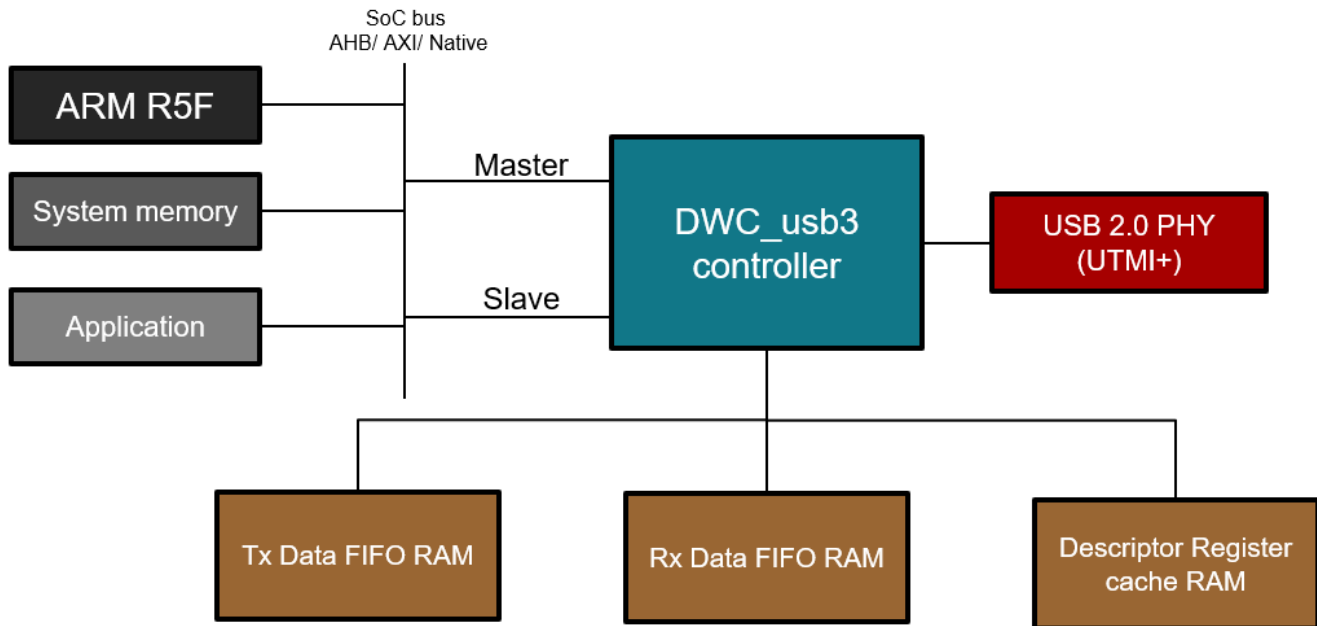 SoC bus
AHB/ AXI/ Native
ARM R5F
Master
System memory
DWC_usb3
controller
USB 2.0 PHY
(UTMI+)
Slave
Application
Tx Data FIFO RAM
Rx Data FIFO RAM
Descriptor Register
cache RAM